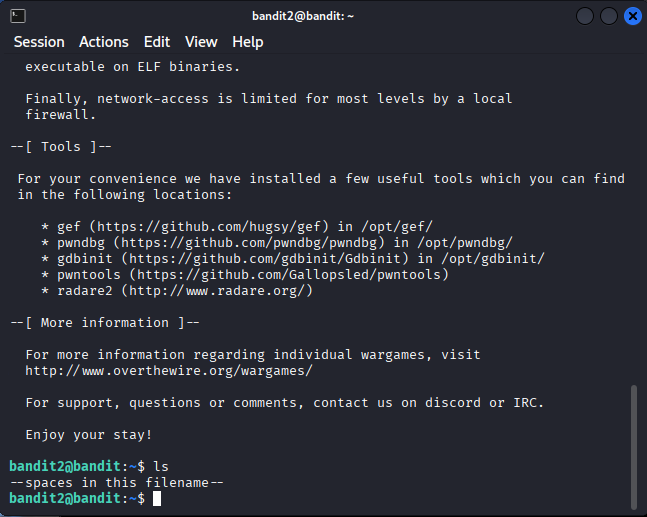 bandit2@bandit: ~
Session Actions Edit View Help
executable on ELF binaries.
Finally, network-access is limited for most levels by a local
firewall.
--[ Tools ]--
For your convenience we have installed a few useful tools which you can find
in the following locations:
* gef (https://github.com/hugsy/gef) in /opt/gef/
* pwndbg (https://github.com/pwndbg/pwndbg) in /opt/pwndbg/
* gdbinit (https://github.com/gdbinit/Gdbinit) in /opt/gdbinit/
* pwntools (https://github.com/Gallopsled/pwntools)
* radare2 (http://www.radare.org/)
--[ More information ]--
For more information regarding individual wargames, visit
http://www.overthewire.org/wargames/
For support, questions or comments, contact us on discord or IRC.
Enjoy your stay!
bandit2@bandit:~$ ls
--spaces in this filename--
bandit2@bandit:~$